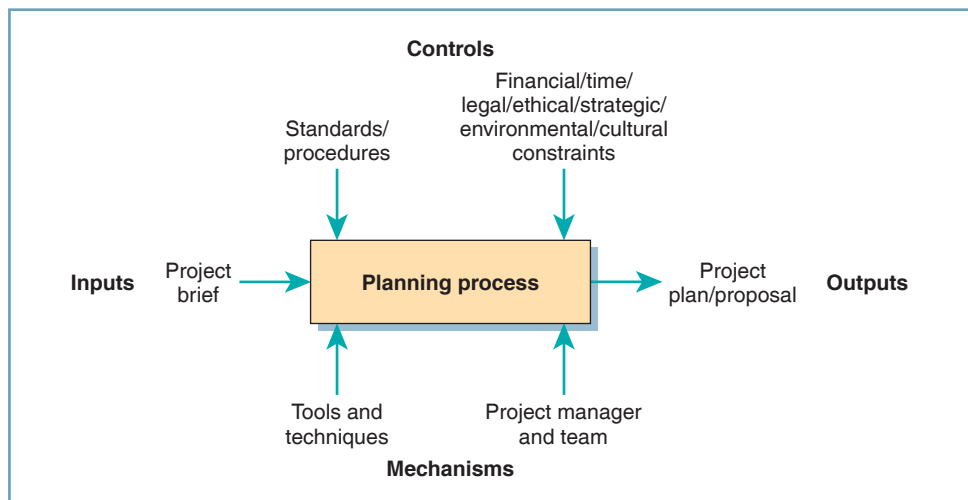 Controls
Financial/time/
legal/ethical/strategic/
environmental/cultural
constraints
Standards/
procedures
Inputs
Project
brief
Planning process
Project
plan/proposal
Outputs
Tools and
techniques
Project manager
and team
Mechanisms